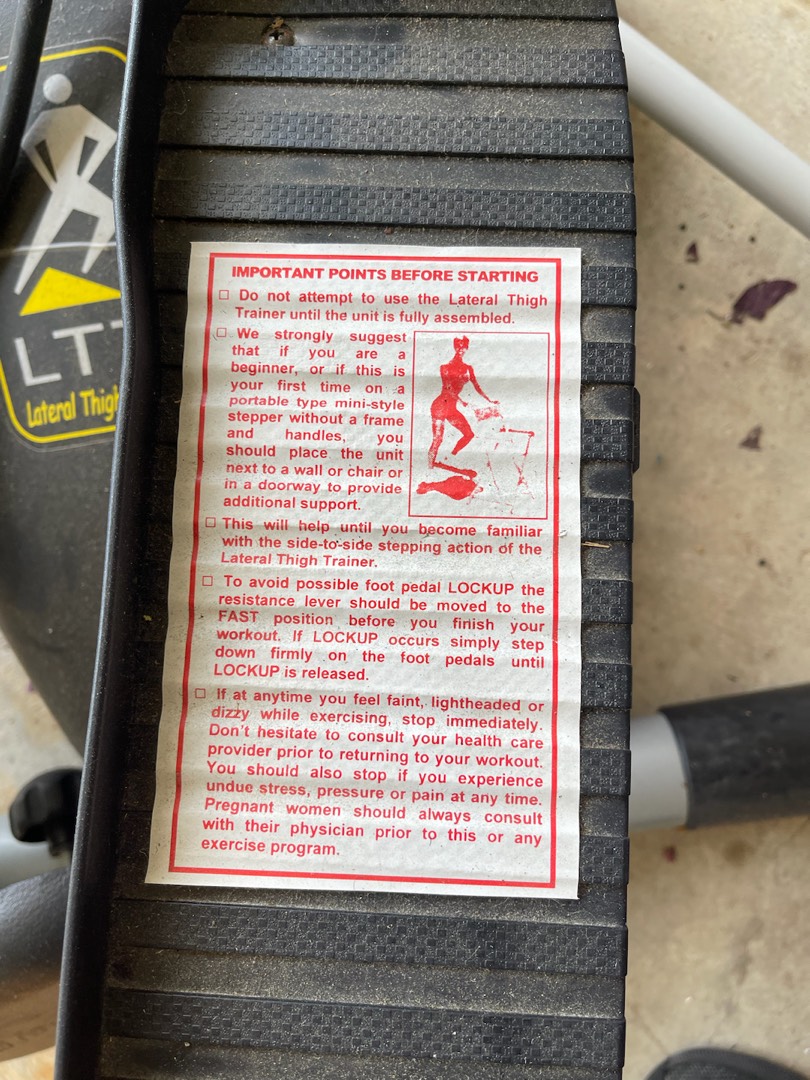 LT
Lateral Thig
IMPORTANT POINTS BEFORE STARTING
☐ Do not attempt to use the Lateral Thigh
Trainer until the unit is fully assembled.
☐ We strongly suggest
that if you are a
beginner, or if this is
your first time on a
portable type mini-style
stepper without a frame
and handles, you
should place the unit
next to a wall or chair or
in a doorway to provide
additional support.
☐ This will help until you become familiar
with the side-to-side stepping action of the
Lateral Thigh Trainer.
☐ To avoid possible foot pedal LOCKUP the
resistance lever should be moved to the
FAST position before you finish your
workout. If LOCKUP occurs simply step
down firmly on the foot pedals until
LOCKUP is released.
☐ If at anytime you feel faint, lightheaded or
dizzy while exercising, stop immediately.
Don't hesitate to consult your health care
provider prior to returning to your workout.
You should also stop if you experience
undue stress, pressure or pain at any time.
Pregnant women should always consult
with their physician prior to this or any
exercise program.